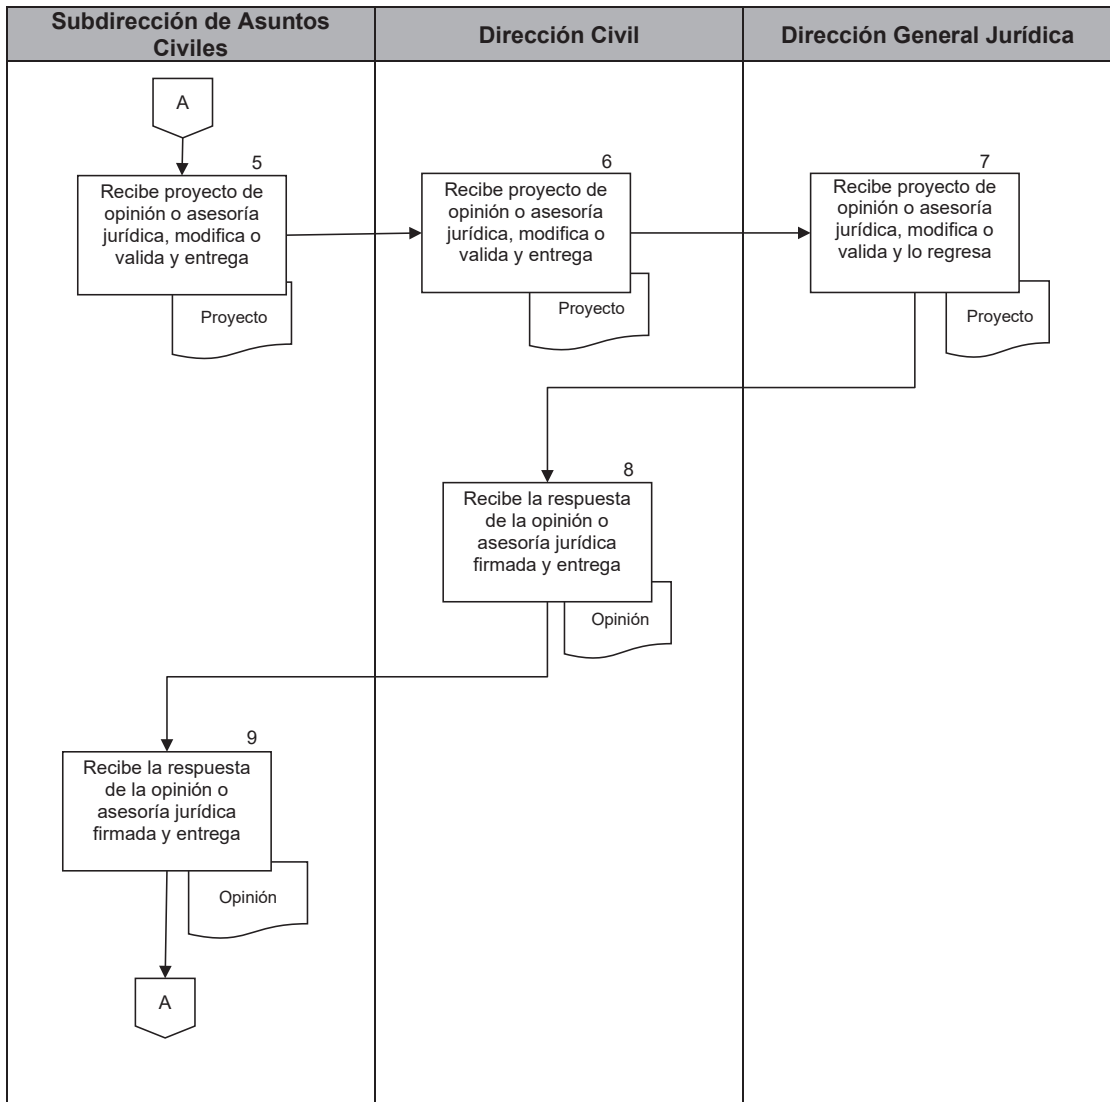 Subdirección de Asuntos
Civiles
Dirección Civil
Dirección General Jurídica
A
5
Recibe proyecto de
opinión o asesoría
jurídica, modifica o
valida y entrega
Proyecto
6
Recibe proyecto de
opinión o asesoría
jurídica, modifica o
valida y entrega
Proyecto
7
Recibe proyecto de
opinión o asesoría
jurídica, modifica o
valida y lo regresa
Proyecto
8
Recibe la respuesta
de la opinión o
asesoría jurídica
firmada y entrega
Opinión
9
Recibe la respuesta
de la opinión o
asesoría jurídica
firmada y entrega
Opinión
A